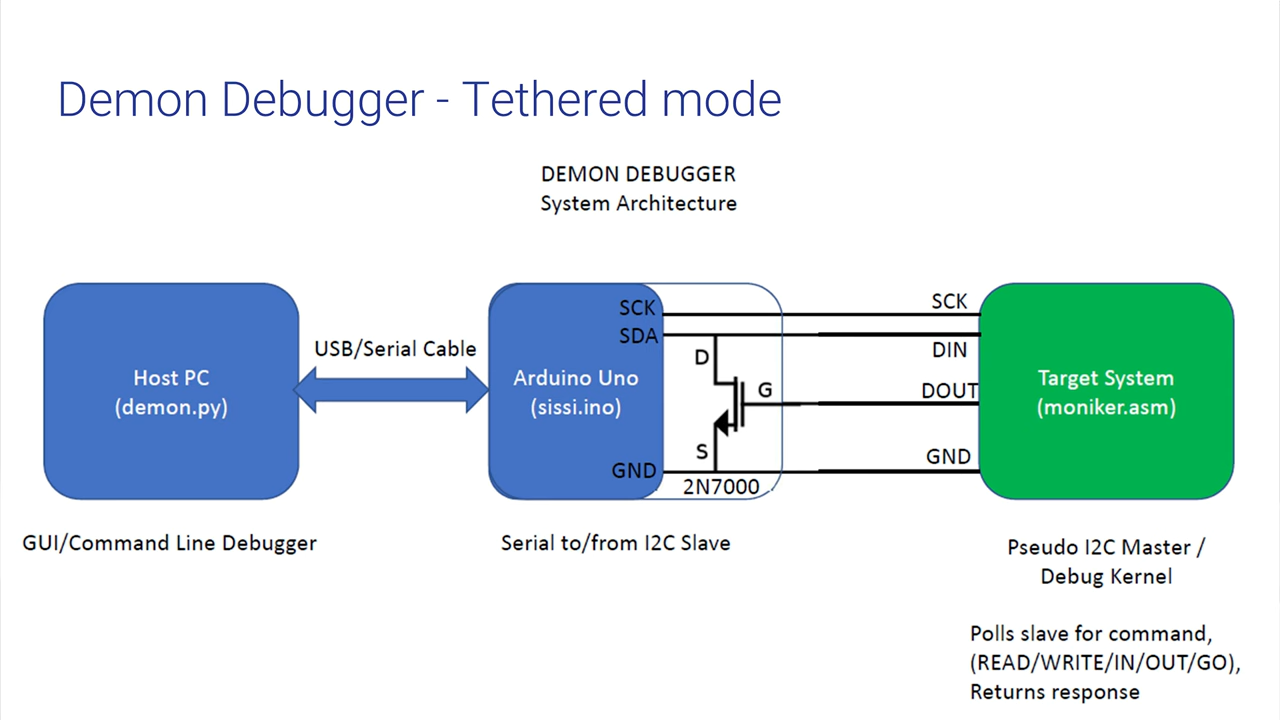 Demon Debugger - Tethered mode
DEMON DEBUGGER
System Architecture
Host PC
(demon.py)
GUI/Command Line Debugger
USB/Serial Cable
Arduino Uno
(sissi.ino)
SCK
SDA
GND
D
G
S
2N7000
Serial to/from I2C Slave
SCK
DIN
DOUT
GND
Target System
(moniker.asm)
Pseudo I2C Master /
Debug Kernel
Polls slave for command,
(READ/WRITE/IN/OUT/GO),
Returns response